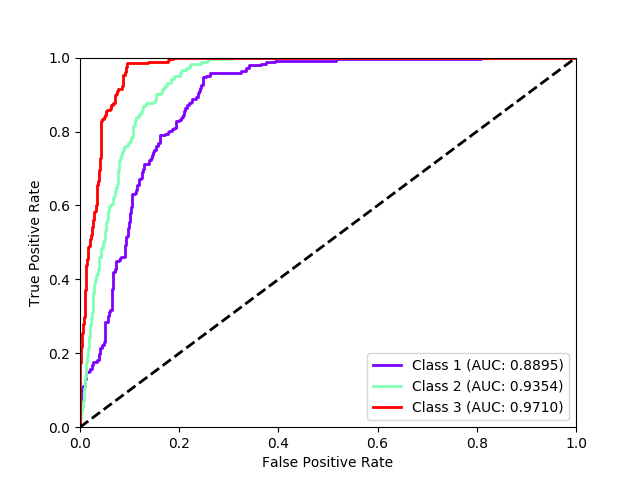 1.0
0.8
0.6
0.4
0.2
0.0
True Positive Rate
Class 1 (AUC: 0.8895)
Class 2 (AUC: 0.9354)
Class 3 (AUC: 0.9710)
0.0 0.2 0.4 0.6 0.8 1.0
False Positive Rate